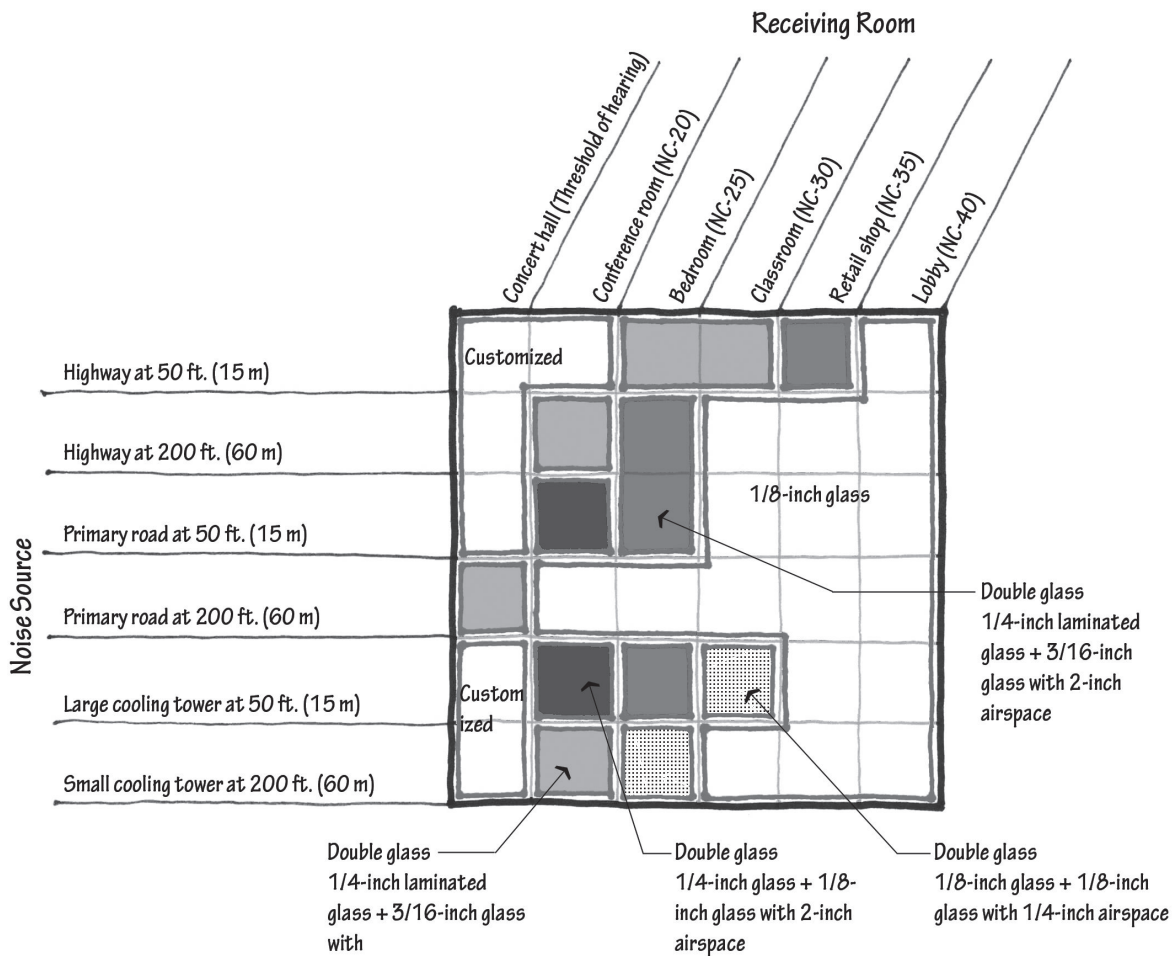 Receiving Room
Concert hall (Threshold of hearing)
Conference room (NC-20)
Bedroom (NC-25)
Classroom (NC-30)
Retail shop (NC-35)
Lobby (NC-40)
Noise Source
Highway at 50 ft. (15 m)
Highway at 200 ft. (60 m)
Primary road at 50 ft. (15 m)
Primary road at 200 ft. (60 m)
Large cooling tower at 50 ft. (15 m)
Small cooling tower at 200 ft. (60 m)
Customized
1/8-inch glass
Custom
ized
Double glass
1/4-inch laminated
glass + 3/16-inch
glass with 2-inch
airspace
Double glass
1/4-inch laminated
glass + 3/16-inch glass
with
Double glass
1/4-inch glass + 1/8-
inch glass with 2-inch
airspace
Double glass
1/8-inch glass + 1/8-inch
glass with 1/4-inch airspace